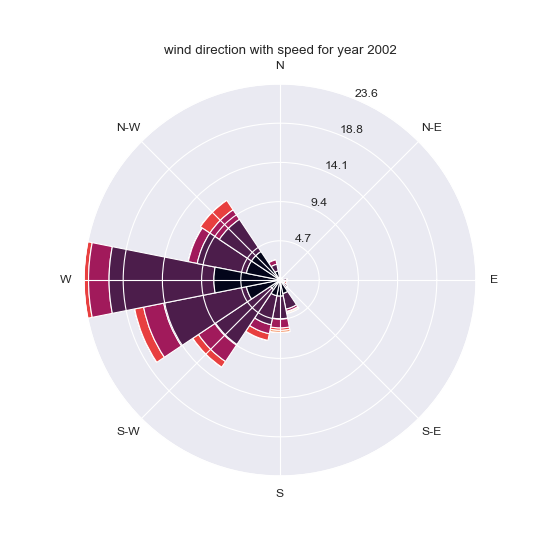 wind direction with speed for year 2002
N
23.6
N-W
N-E
18.8
14.1
9.4
4.7
W
E
S-W
S-E
S